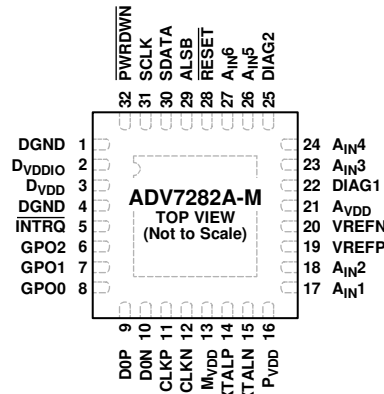 PWRDWN
SCLK
SDATA
ALSB
RESET
AIN6
AIN5
DIAG2
32 31 30 29 28 27 26 25
DGND 1
DVDDIO 2
DVDD 3
DGND 4
INTRQ 5
GPO2 6
GPO1 7
GPO0 8
ADV7282A-M
TOP VIEW
(Not to Scale)
24 AIN4
23 AIN3
22 DIAG1
21 AVDD
20 VREFN
19 VREFP
18 AIN2
17 AIN1
9 10 11 12 13 14 15 16
D0P
D0N
CLKP
CLKN
MVDD
XTALP
XTALN
PVDD